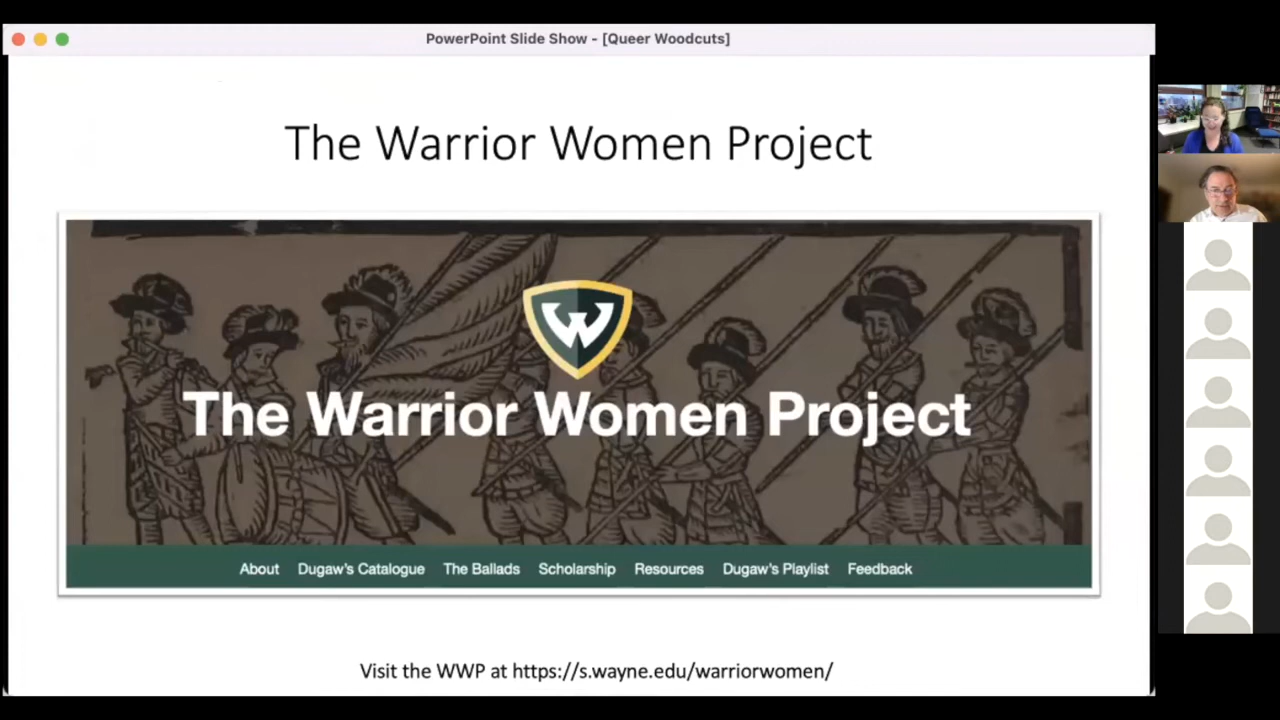 PowerPoint Slide Show - [Queer Woodcuts]
The Warrior Women Project
W
The Warrior Women Project
About Dugaw's Catalogue The Ballads Scholarship Resources Dugaw's Playlist Feedback
Visit the WWP at https://s.wayne.edu/warriorwomen/